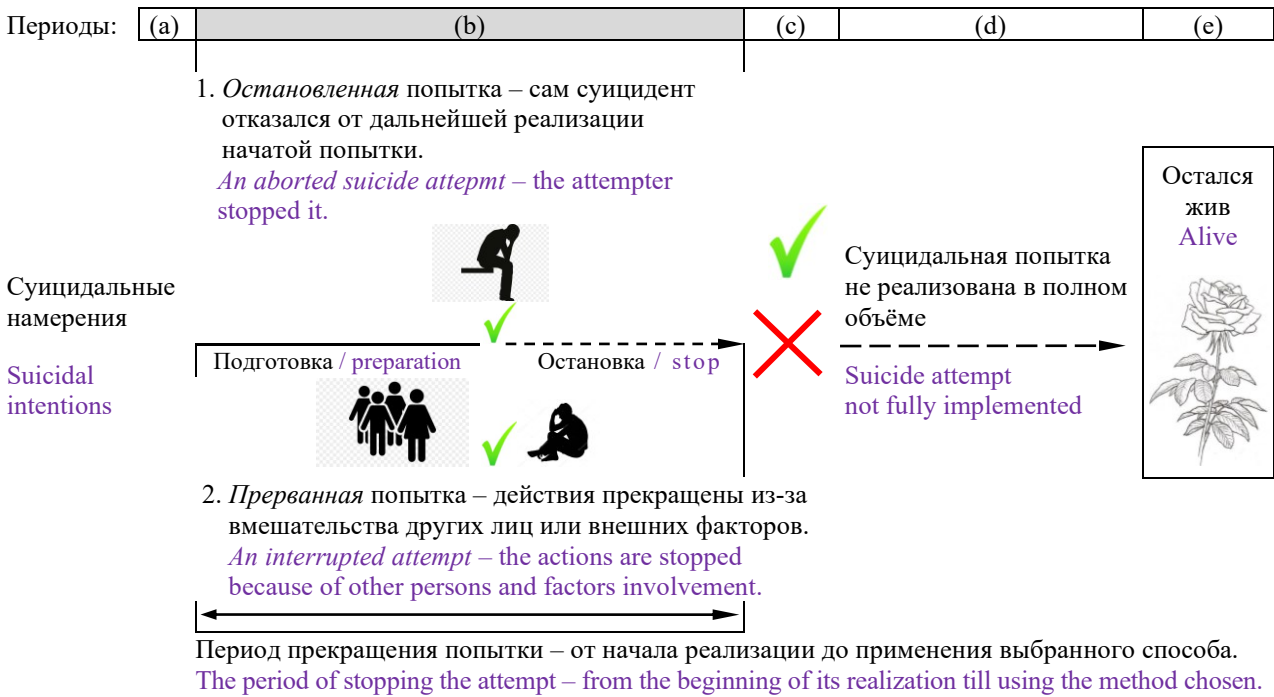 Периоды: (a) (b) (c) (d) (e)
1. Остановленная попытка – сам суицидент
отказался от дальнейшей реализации
начатой попытки.
An aborted suicide attepmt – the attempter
stopped it.
Суицидальные
намерения
Suicidal
intentions
Подготовка / preparation
Остановка / stop
2. Прерванная попытка – действия прекращены из-за
вмешательства других лиц или внешних факторов.
An interrupted attempt – the actions are stopped
because of other persons and factors involvement.
Суицидальная попытка
не реализована в полном
объёме
Suicide attempt
not fully implemented
Остался
жив
Alive
Период прекращения попытки – от начала реализации до применения выбранного способа.
The period of stopping the attempt – from the beginning of its realization till using the method chosen.